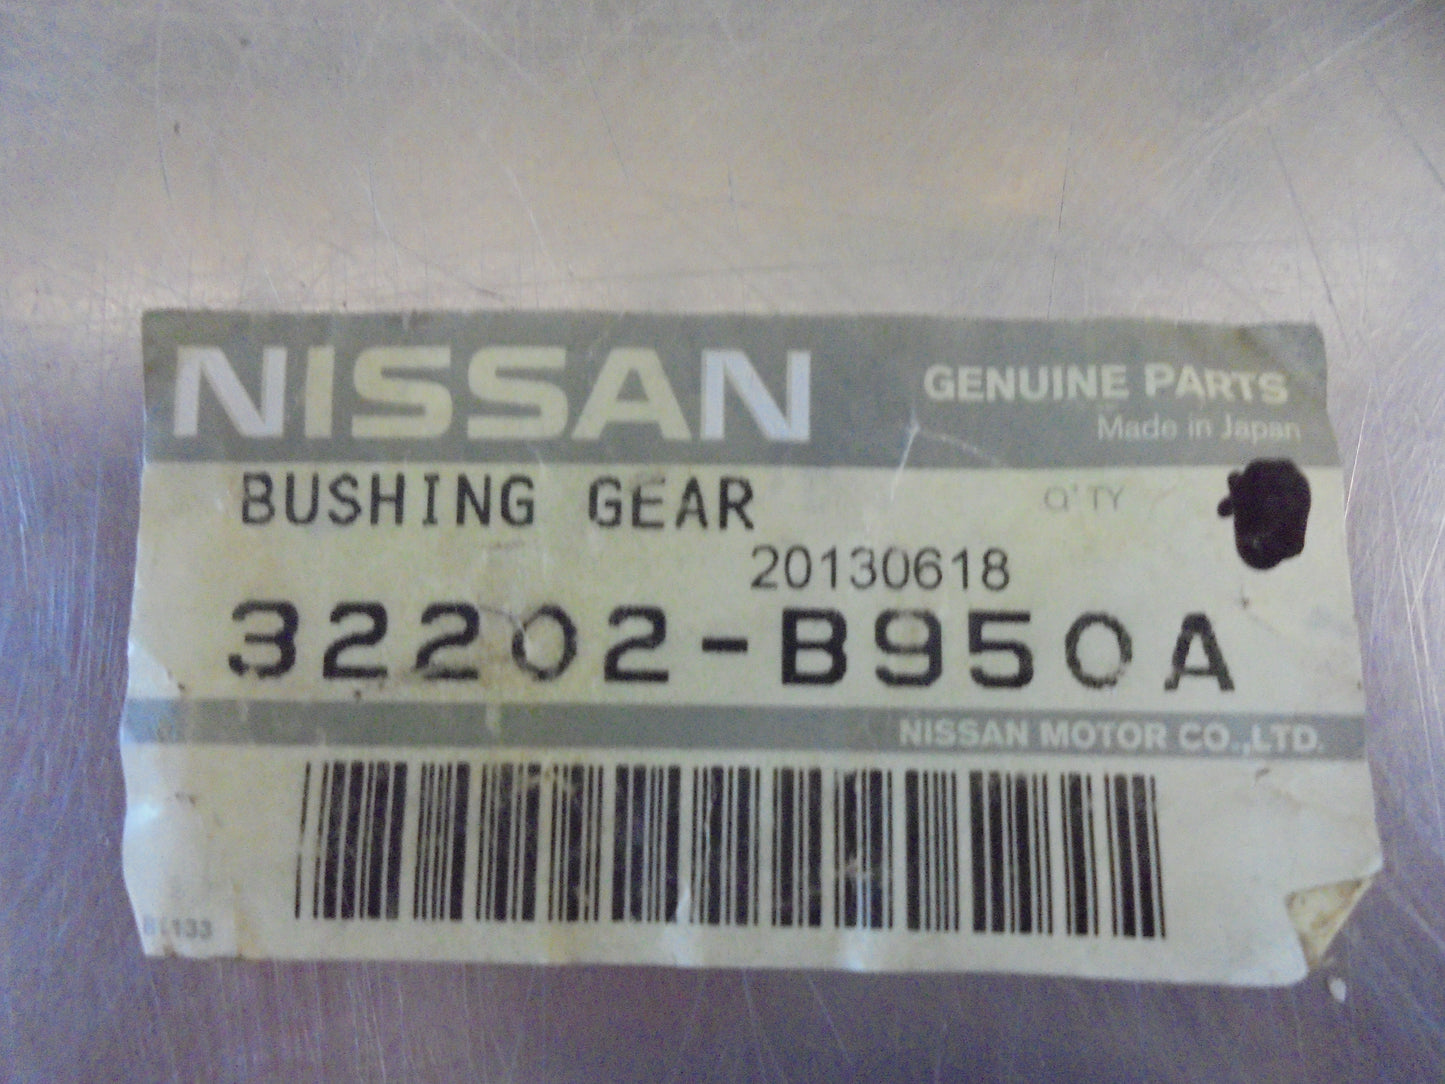 NISSAN GENUINE PARTS
Made in Japan
BUSHING GEAR Q'TY
20130618
32202-B950A
NISSAN MOTOR CO.,LTD.